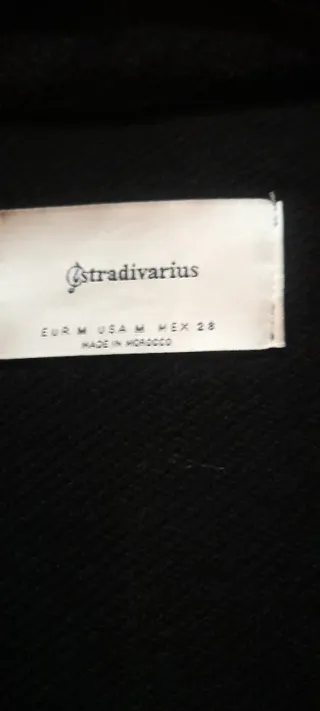 stradivarius
EUR M USA M MEX 28
MADE IN MOROCCO